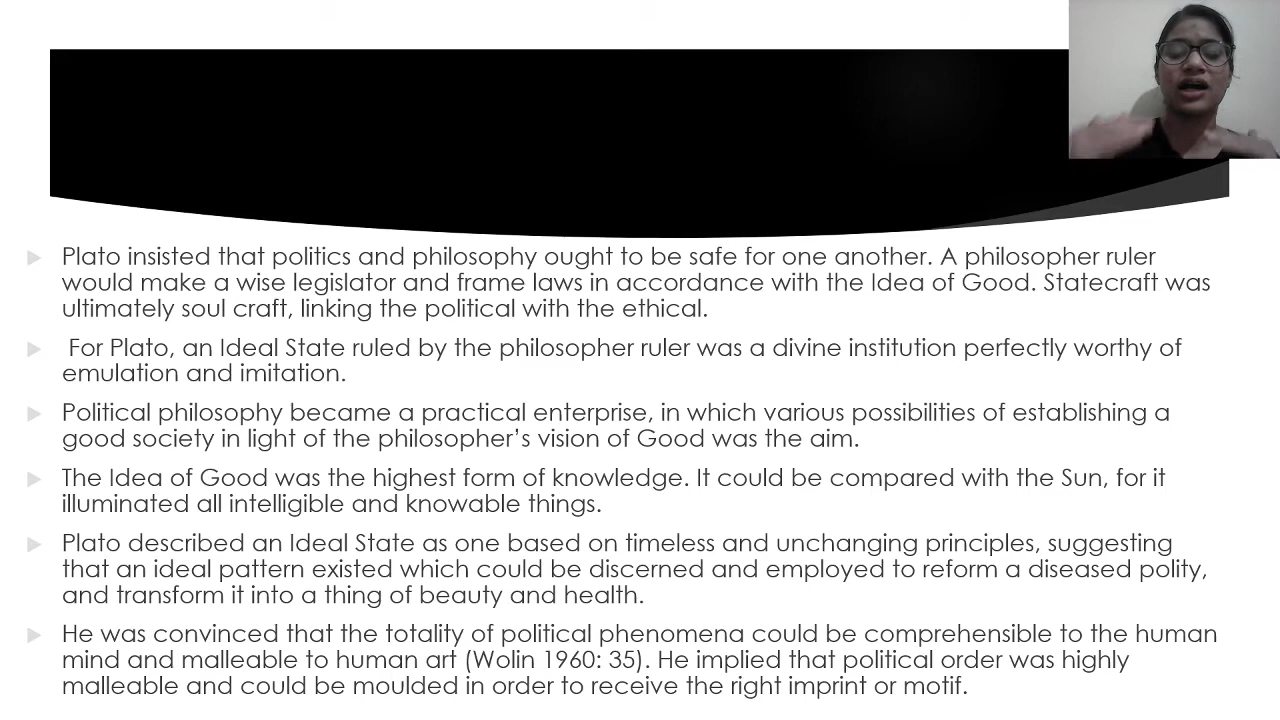 Plato insisted that politics and philosophy ought to be safe for one another. A philosopher ruler
would make a wise legislator and frame laws in accordance with the Idea of Good. Statecraft was
ultimately soul craft, linking the political with the ethical.
For Plato, an Ideal State ruled by the philosopher ruler was a divine institution perfectly worthy of
emulation and imitation.
Political philosophy became a practical enterprise, in which various possibilities of establishing a
good society in light of the philosopher’s vision of Good was the aim.
The Idea of Good was the highest form of knowledge. It could be compared with the Sun, for it
illuminated all intelligible and knowable things.
Plato described an Ideal State as one based on timeless and unchanging principles, suggesting
that an ideal pattern existed which could be discerned and employed to reform a diseased polity,
and transform it into a thing of beauty and health.
He was convinced that the totality of political phenomena could be comprehensible to the human
mind and malleable to human art (Wolin 1960: 35). He implied that political order was highly
malleable and could be moulded in order to receive the right imprint or motif.